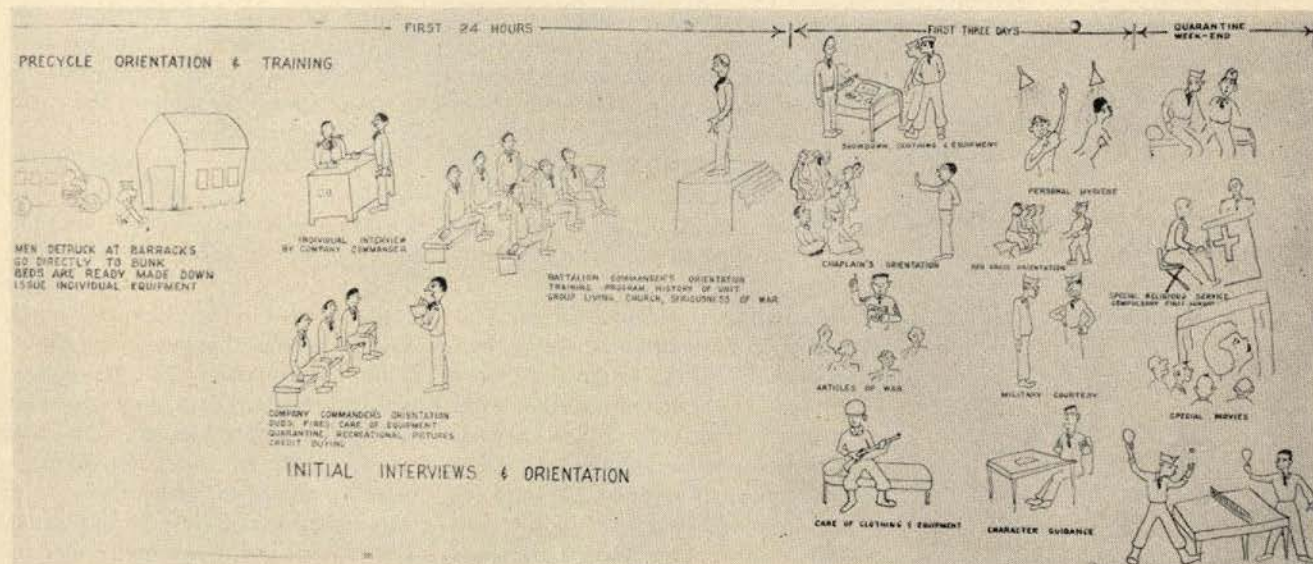 FIRST 24 HOURS
FIRST THREE DAYS
QUARANTINE
WEEK-END
PRECYCLE ORIENTATION & TRAINING
MEN DETRUCK AT BARRACKS
GO DIRECTLY TO BUNK
BEDS ARE READY MADE DOWN
ISSUE INDIVIDUAL EQUIPMENT
INDIVIDUAL INTERVIEW
BY COMPANY COMMANDER
COMPANY COMMANDER'S ORIENTATION
DUDS, FIRES, CARE OF EQUIPMENT
QUARANTINE, RECREATIONAL PICTURES
CREDIT BUYING
BATTALION COMMANDER'S ORIENTATION
TRAINING PROGRAM, HISTORY OF UNIT
GROUP LIVING, CHURCH, SERIOUSNESS OF WAR
INITIAL INTERVIEWS & ORIENTATION
SHOWDOWN, CLOTHING & EQUIPMENT
CHAPLAIN'S ORIENTATION
ARTICLES OF WAR
CARE OF CLOTHING & EQUIPMENT
PERSONAL HYGIENE
RED CROSS ORIENTATION
MILITARY COURTESY
CHARACTER GUIDANCE
SPECIAL RELIGIOUS SERVICE
COMPULSORY FIRST SUNDAY
SPECIAL MOVIES